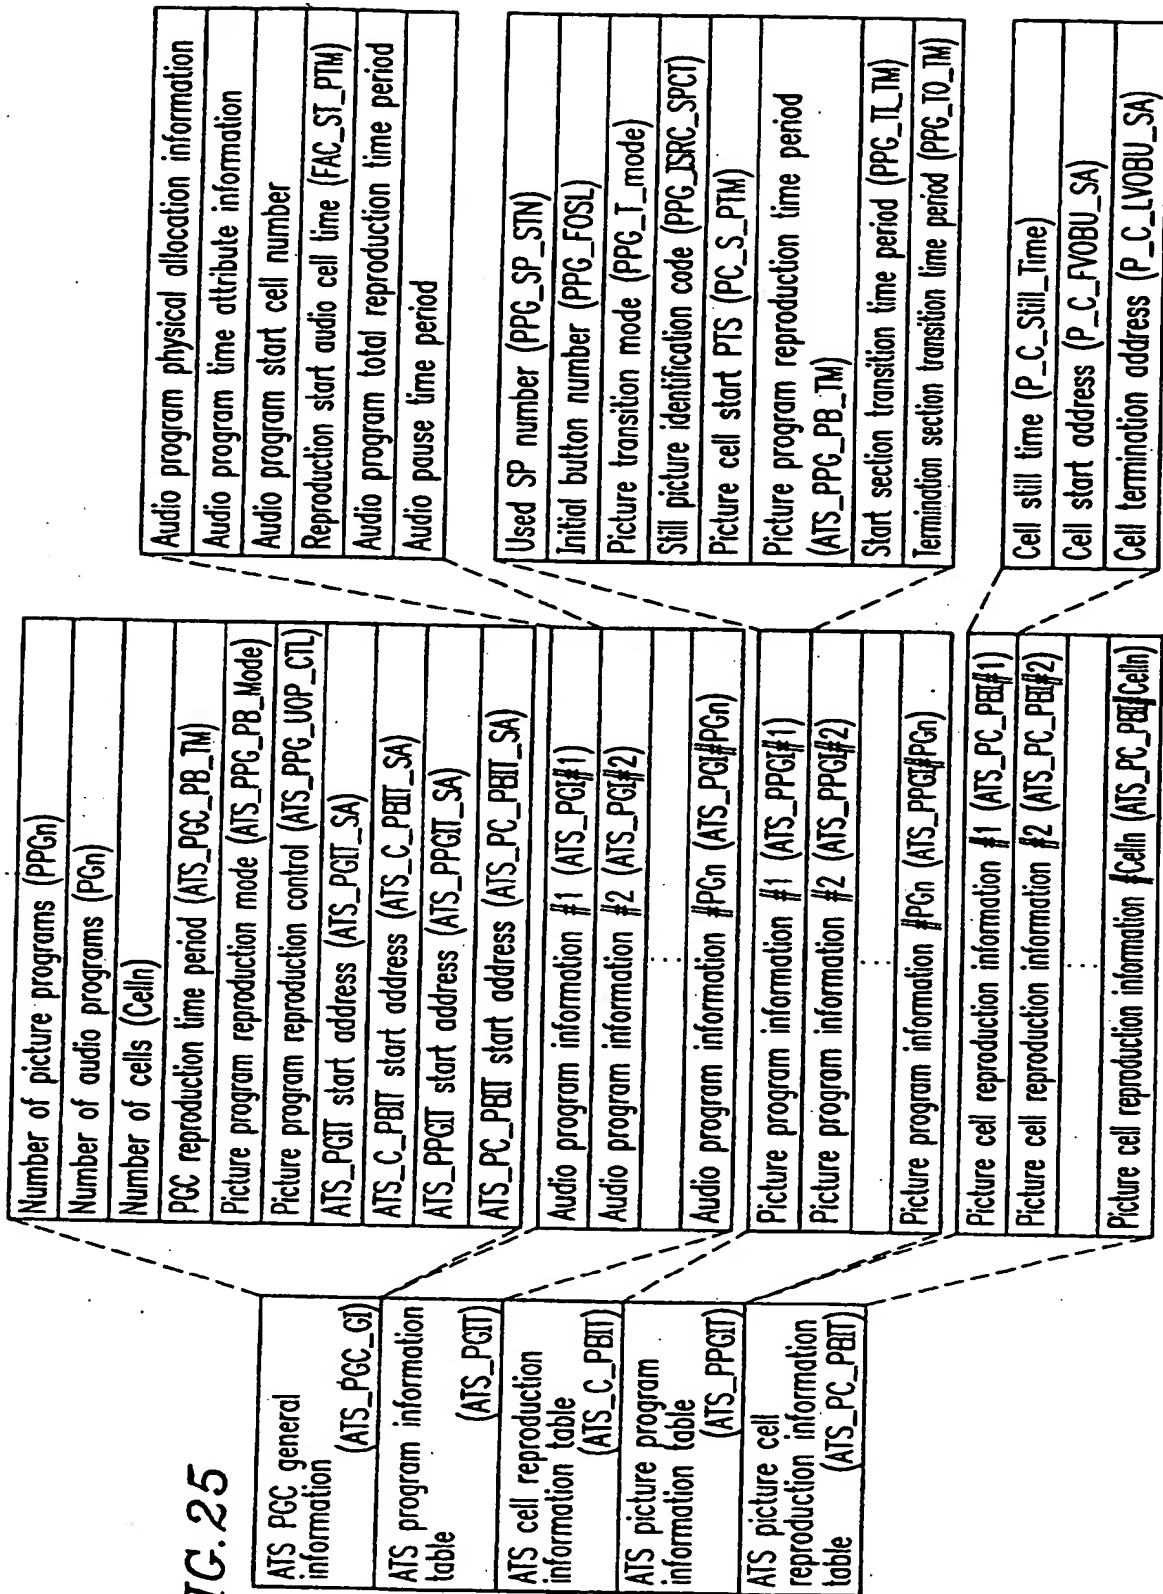 FIG. 25
ATS PGC general
information
(ATS_PGC_GI)
ATS program information
table
(ATS_PGIT)
ATS cell reproduction
information table
(ATS_C_PBIT)
ATS picture program
information table
(ATS_PPGIT)
ATS picture cell
reproduction information
table (ATS_PC_PBIT)
Number of picture programs (PPGn)
Number of audio programs (PGn)
Number of cells (Celln)
PGC reproduction time period (ATS_PGC_PB_TM)
Picture program reproduction mode (ATS_PPG_PB_Mode)
Picture program reproduction control (ATS_PPG_UOP_CTL)
ATS_PGIT start address (ATS_PGIT_SA)
ATS_C_PBIT start address (ATS_C_PBIT_SA)
ATS_PPGIT start address (ATS_PPGIT_SA)
ATS_PC_PBIT start address (ATS_PC_PBIT_SA)
Audio program information #1 (ATS_PGI#1)
Audio program information #2 (ATS_PGI#2)
Audio program information #PGn (ATS_PGI#PGn)
Picture program information #1 (ATS_PPGI#1)
Picture program information #2 (ATS_PPGI#2)
Picture program information #PGn (ATS_PPGI#PGn)
Picture cell reproduction information #1 (ATS_PC_PBI#1)
Picture cell reproduction information #2 (ATS_PC_PBI#2)
Picture cell reproduction information #Celln (ATS_PC_PBI#Celln)
Audio program physical allocation information
Audio program time attribute information
Audio program start cell number
Reproduction start audio cell time (FAC_ST_PTM)
Audio program total reproduction time period
Audio pause time period
Used SP number (PPG_SP_STN)
Initial button number (PPG_FOSL)
Picture transition mode (PPG_T_mode)
Still picture identification code (PPG_ISRC_SPCT)
Picture cell start PTS (PC_S_PTM)
Picture program reproduction time period
(ATS_PPG_PB_TM)
Start section transition time period (PPG_TI_TM)
Termination section transition time period (PPG_TO_TM)
Cell still time (P_C_Still_Time)
Cell start address (P_C_FVOBU_SA)
Cell termination address (P_C_LVOBU_SA)